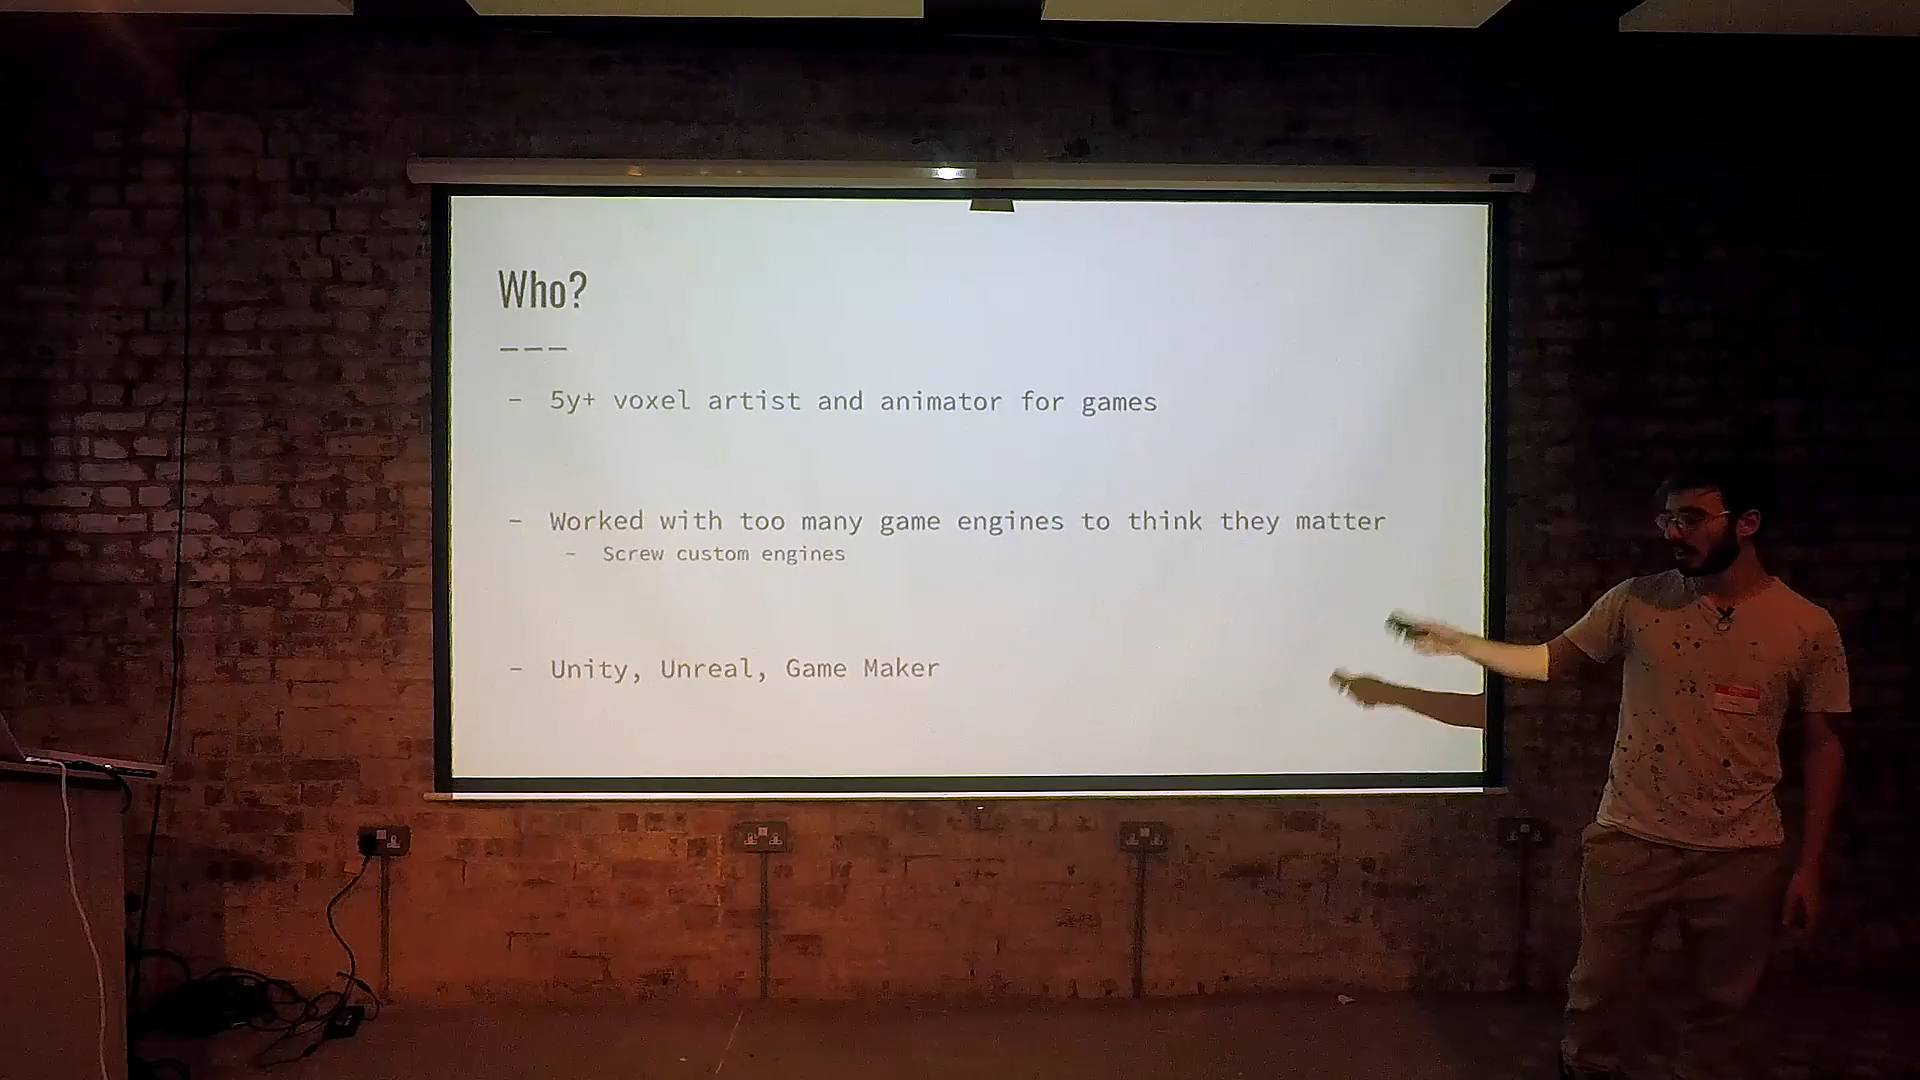 Who?
---
- 5y+ voxel artist and animator for games
- Worked with too many game engines to think they matter
- Screw custom engines
- Unity, Unreal, Game Maker